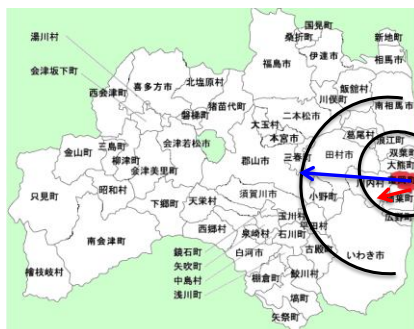 国見町
桑折町
新地町
湯川村
福島市
伊達市
相馬市
会津坂下町
喜多方市
北塩原村
飯舘村
川俣町
南相馬市
西会津町
磐梯町
猪苗代町
二本松市
大玉村
葛尾村
浪江町
本宮市
三島町
会津若松市
双葉町
金山町
柳津町
三春町
田村市
大熊町
会津美里町
郡山市
昭和村
只見町
須賀川市
小野町
下郷町
天栄村
広野町
玉川村
平田村
南会津町
西郷村
泉崎村
石川町
古殿町
いわき市
鏡石町
白河市
檜枝岐村
矢吹町
中島村
鮫川村
棚倉町
浅川町
塙町
矢祭町